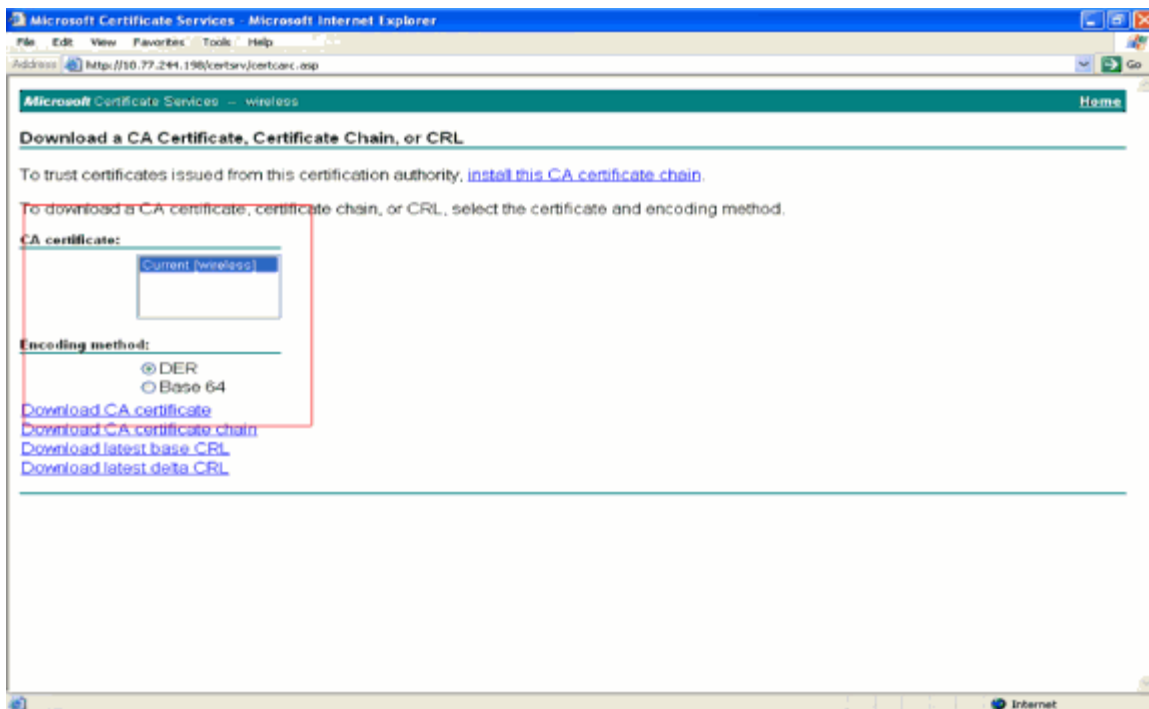 Microsoft Certificate Services - Microsoft Internet Explorer
File Edit View Favorites Tools Help
Address http://10.77.244.198/certsrv/certcarc.asp Go
Microsoft Certificate Services -- wireless Home
Download a CA Certificate, Certificate Chain, or CRL
To trust certificates issued from this certification authority, install this CA certificate chain.
To download a CA certificate, certificate chain, or CRL, select the certificate and encoding method.
CA certificate:
Current [wireless]
Encoding method:
DER
Base 64
Download CA certificate
Download CA certificate chain
Download latest base CRL
Download latest delta CRL
Internet